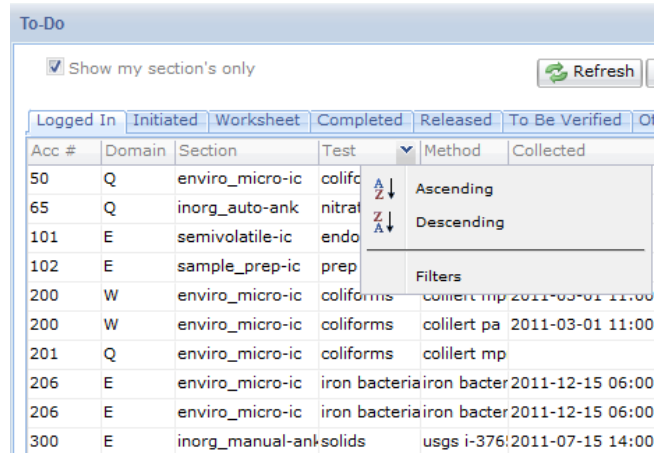 To-Do
Show my section's only
Refresh
Logged In Initiated Worksheet Completed Released To Be Verified
Acc # Domain Section Test Method Collected
50 Q enviro_micro-ic
65 Q inorg_auto-ank
101 E semivolatile-ic
102 E sample_prep-ic prep
200 W enviro_micro-ic coliforms colilert mp 2011-03-01 11:00
200 W enviro_micro-ic coliforms colilert pa 2011-03-01 11:00
201 Q enviro_micro-ic coliforms colilert mp
206 E enviro_micro-ic iron bacteria iron bacter 2011-12-15 06:00
206 E enviro_micro-ic iron bacteria iron bacter 2011-12-15 06:00
300 E inorg_manual-ank solids usgs i-376 2011-07-15 14:00
A Z Ascending
Z A Descending
Filters